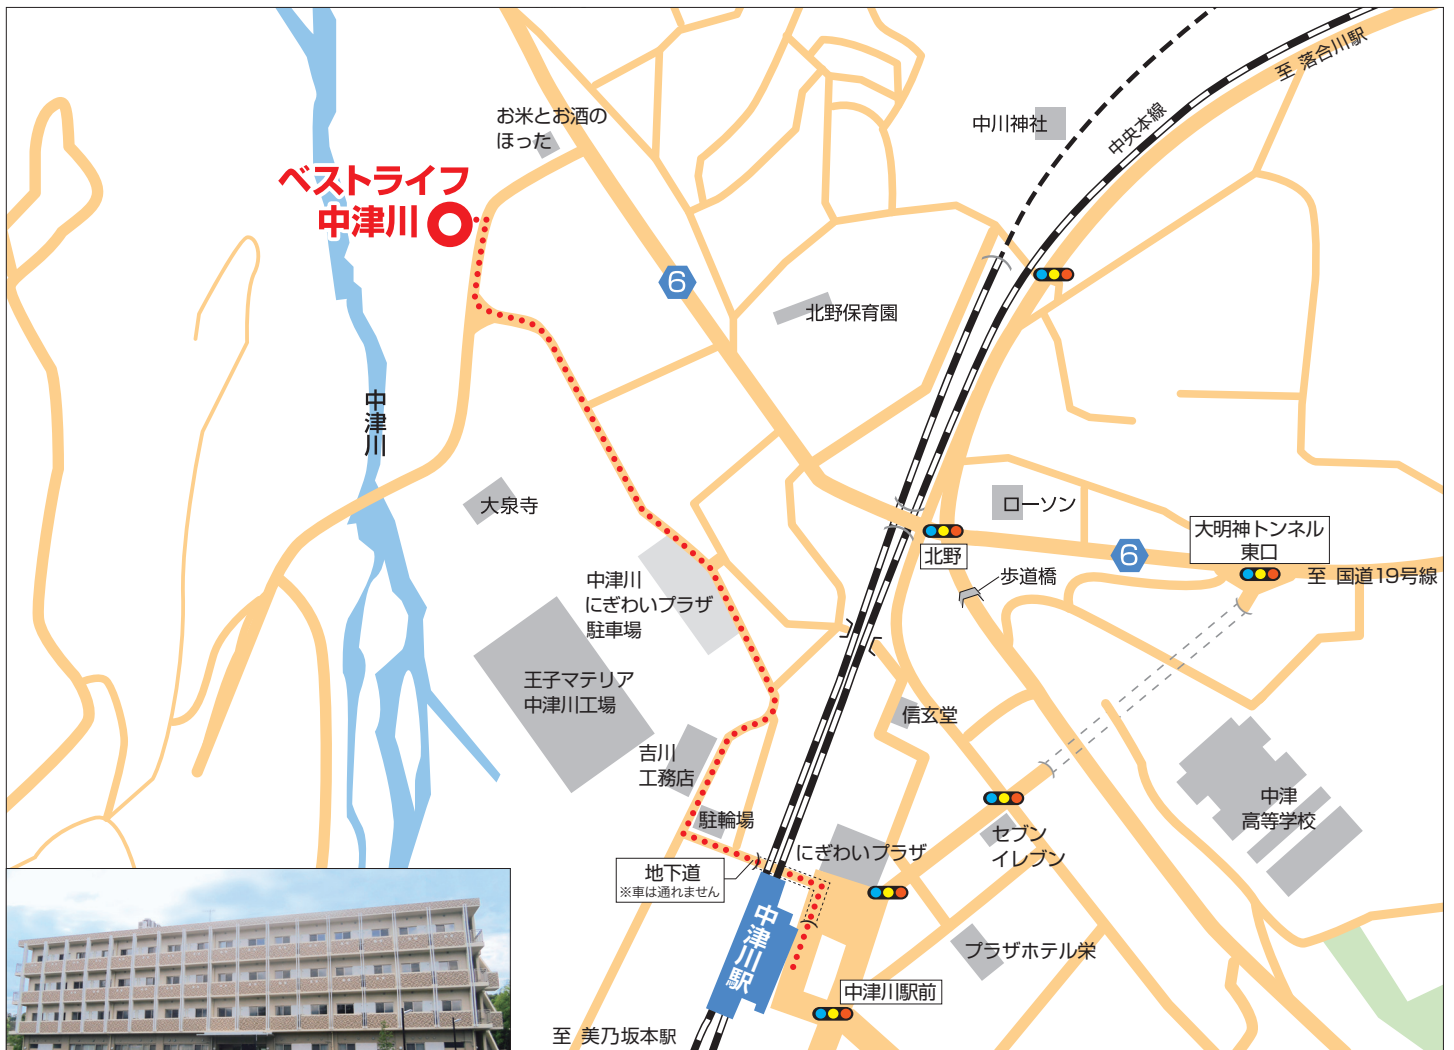 至 落合川駅
中央本線
中川神社
お米とお酒の
ほった
ベストライフ
中津川
6
北野保育園
中津川
大泉寺
ローソン
大明神トンネル
東口
北野
6
至 国道19号線
歩道橋
中津川
にぎわいプラザ
駐車場
王子マテリア
中津川工場
信玄堂
吉川
工務店
駐輪場
中津
高等学校
セブン
イレブン
にぎわいプラザ
地下道
※車は通れません
中津川駅
プラザホテル栄
中津川駅前
至 美乃坂本駅